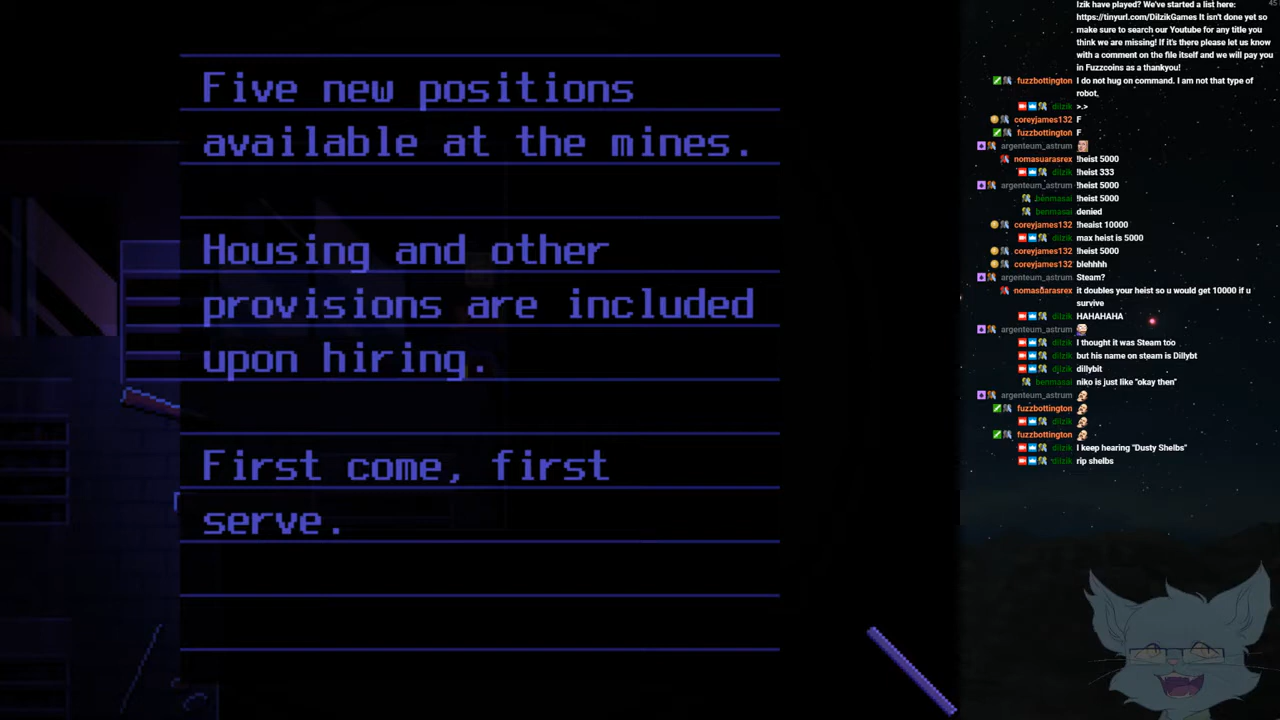 Five new positions
available at the mines.
Housing and other
provisions are included
upon hiring.
First come, first
serve.
45
Izik have played? We've started a list here:
https://tinyurl.com/DilzikGames It isn't done yet so
make sure to search our Youtube for any title you
think we are missing! If it's there please let us know
with a comment on the file itself and we will pay you
in Fuzzcoins as a thankyou!
fuzzbottington I do not hug on command. I am not that type of
robot.
dilzik >.>
coreyjames132 F
fuzzbottington F
argenteum_astrum
nomasuarasrex !heist 5000
dilzik !heist 333
argenteum_astrum !heist 5000
benmasai !heist 5000
benmasai denied
coreyjames132 !heaist 10000
dilzik max heist is 5000
coreyjames132 !heist 5000
coreyjames132 blehhhh
argenteum_astrum Steam?
nomasuarasrex it doubles your heist so u would get 10000 if u
survive
dilzik HAHAHAHA
argenteum_astrum
dilzik I thought it was Steam too
dilzik but his name on steam is Dillybt
dilzik dillybit
benmasai niko is just like "okay then"
argenteum_astrum
fuzzbottington
dilzik
fuzzbottington
dilzik I keep hearing "Dusty Shelbs"
dilzik rip shelbs